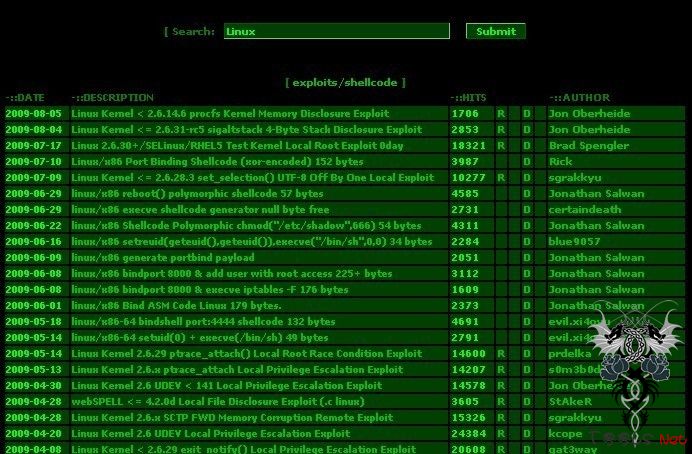 [ Search: Linux Submit
[ exploits/shellcode ]
-::DATE -::DESCRIPTION -::HITS -::AUTHOR
2009-08-05 Linux Kernel < 2.6.14.6 procfs Kernel Memory Disclosure Exploit 1706 R D Jon Oberheide
2009-08-04 Linux Kernel <= 2.6.31-rc5 sigaltstack 4-Byte Stack Disclosure Exploit 2853 R D Jon Oberheide
2009-07-17 Linux 2.6.30+/SELinux/RHEL5 Test Kernel Local Root Exploit 0day 18321 R D Brad Spengler
2009-07-10 Linux/x86 Port Binding Shellcode (xor-encoded) 152 bytes 3987 D Rick
2009-07-09 Linux Kernel <= 2.6.28.3 set_selection() UTF-8 Off By One Local Exploit 10277 R D sgrakkyu
2009-06-29 linux/x86 reboot() polymorphic shellcode 57 bytes 4585 D Jonathan Salwan
2009-06-29 linux/x86 execve shellcode generator null byte free 2731 D certaindeath
2009-06-22 linux/x86 Shellcode Polymorphic chmod("/etc/shadow",666) 54 bytes 4311 D Jonathan Salwan
2009-06-16 linux/x86 setreuid(geteuid(),geteuid()),execve("/bin/sh",0,0) 34 bytes 2284 D blue9057
2009-06-09 linux/x86 generate portbind payload 2051 D Jonathan Salwan
2009-06-08 linux/x86 bindport 8000 & add user with root access 225+ bytes 3112 D Jonathan Salwan
2009-06-08 linux/x86 bindport 8000 & execve iptables -F 176 bytes 1609 D Jonathan Salwan
2009-06-01 linux/x86 Bind ASM Code Linux 179 bytes. 2373 D Jonathan Salwan
2009-05-18 linux/x86-64 bindshell port:4444 shellcode 132 bytes 4691 D
2009-05-14 linux/x86-64 setuid(0) + execve(/bin/sh) 49 bytes 2791 D
2009-05-14 Linux Kernel 2.6.29 ptrace_attach() Local Root Race Condition Exploit 14600 R D prdelka
2009-05-13 Linux Kernel 2.6.x ptrace_attach Local Privilege Escalation Exploit 14207 R D
2009-04-30 Linux Kernel 2.6 UDEV < 141 Local Privilege Escalation Exploit 14578 R D Jon Oberheide
2009-04-28 webSPELL <= 4.2.0d Local File Disclosure Exploit (.c linux) 3605 R D StAkeR
2009-04-28 Linux Kernel 2.6.x SCTP FWD Memory Corruption Remote Exploit 15326 R D sgrakkyu
2009-04-20 Linux Kernel 2.6 UDEV Local Privilege Escalation Exploit 24384 R D kcope
2009-04-08 Linux Kernel < 2.6.29 exit_notify() Local Privilege Escalation Exploit 20608 R D gat3way
Net